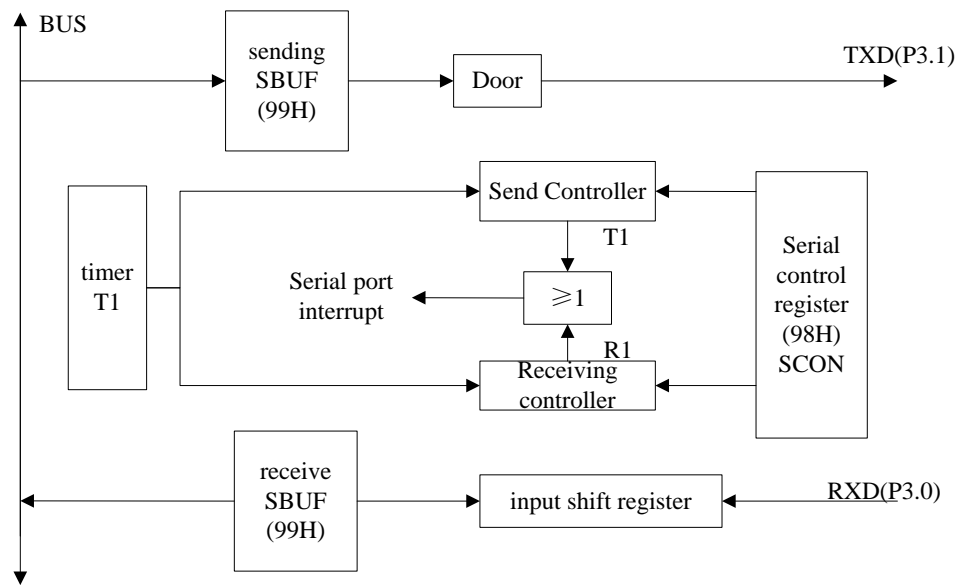 BUS
sending
SBUF
(99H)
Door
TXD(P3.1)
timer
T1
Send Controller
T1
Serial port
interrupt
≥1
R1
Receiving
controller
Serial
control
register
(98H)
SCON
receive
SBUF
(99H)
input shift register
RXD(P3.0)